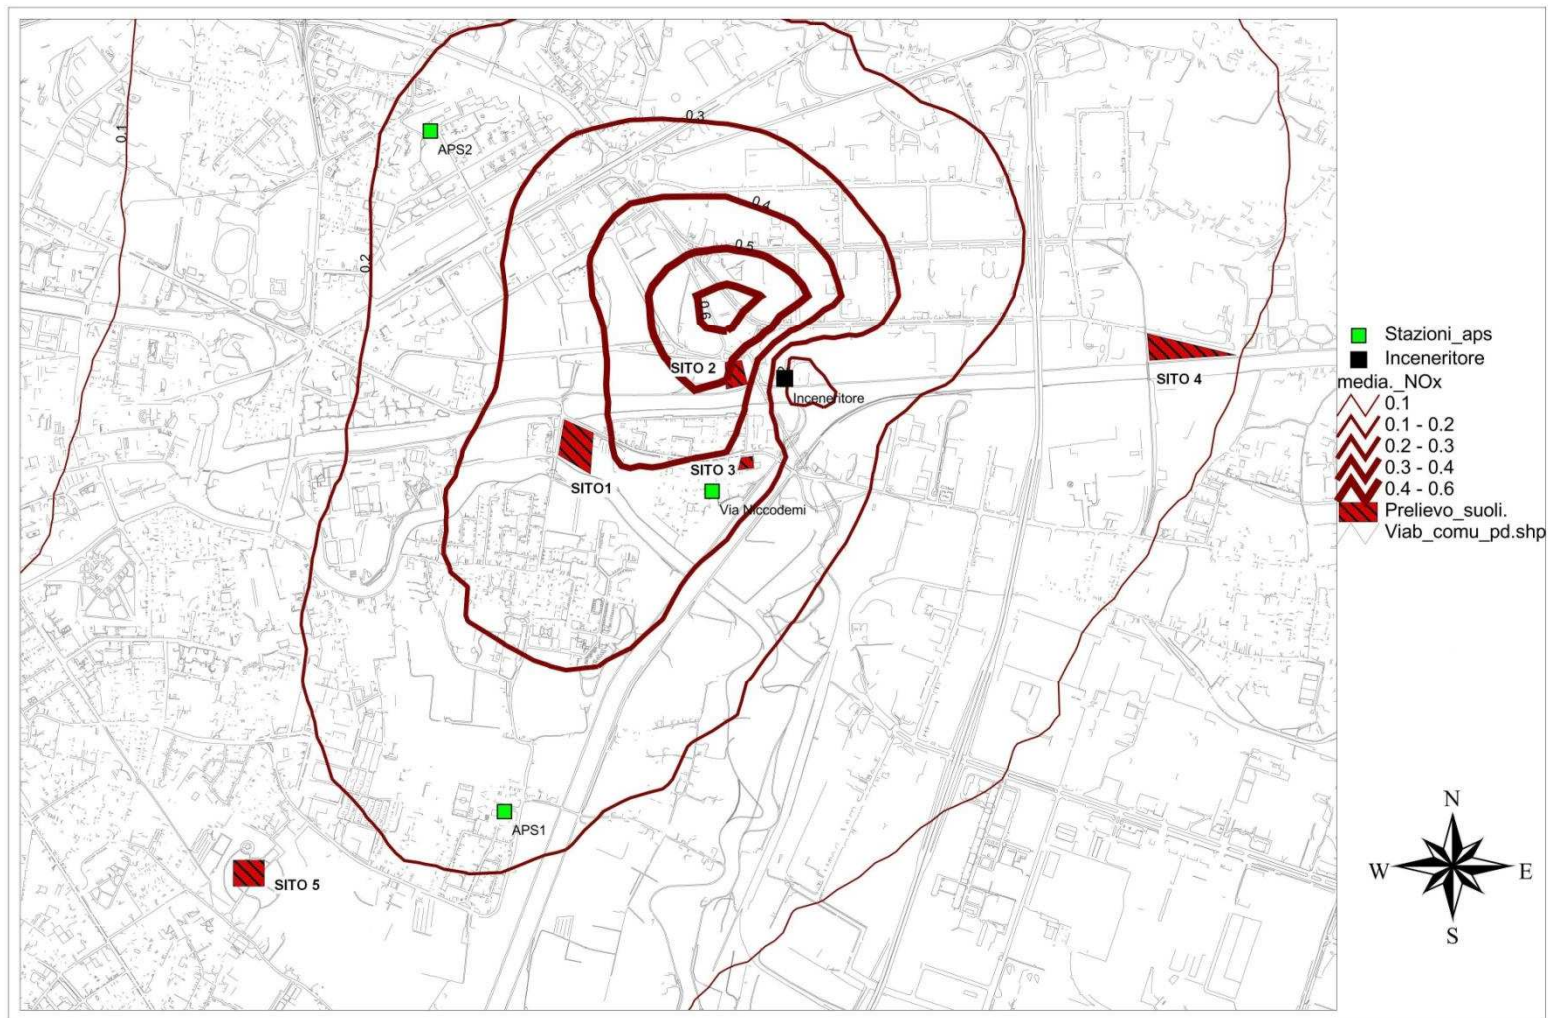 0.3
0.1
APS2
0.4
0.5
0.2
0.6
SITO 2
SITO 4
Inceneritore
SITO 3
SITO1
Via Niccodemi
APS1
SITO 5
Stazioni_aps
Inceneritore
media._NOx
0.1
0.1 - 0.2
0.2 - 0.3
0.3 - 0.4
0.4 - 0.6
Prelievo_suoli.
Viab_comu_pd.shp
N
W E
S